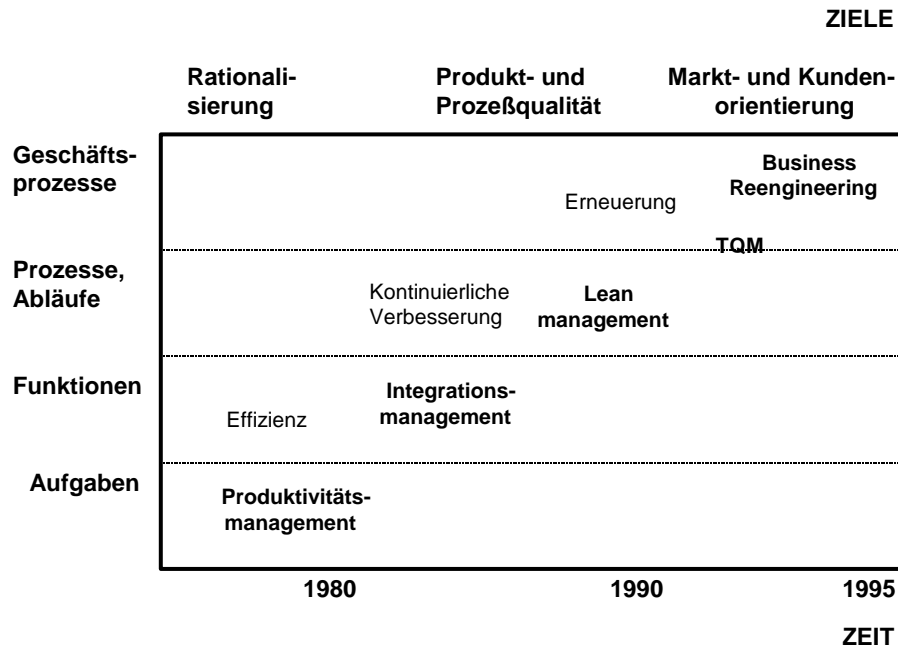 ZIELE
Rationali-
sierung
Produkt- und
Prozeßqualität
Markt- und Kunden-
orientierung
Geschäfts-
prozesse
Business
Reengineering
Erneuerung
TQM
Prozesse,
Abläufe
Kontinuierliche
Verbesserung
Lean
management
Funktionen
Integrations-
management
Effizienz
Aufgaben
Produktivitäts-
management
1980
1990
1995
ZEIT